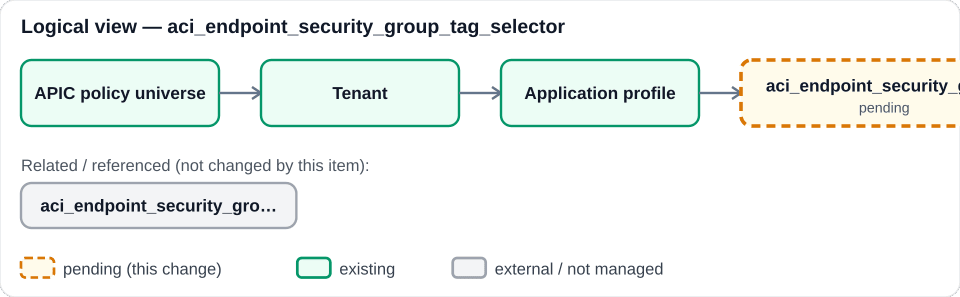 Logical view — aci_endpoint_security_group_tag_selector
APIC policy universe
Tenant
Application profile
aci_endpoint_security_g
pending
Related / referenced (not changed by this item):
aci_endpoint_security_gro…
pending (this change)
existing
external / not managed